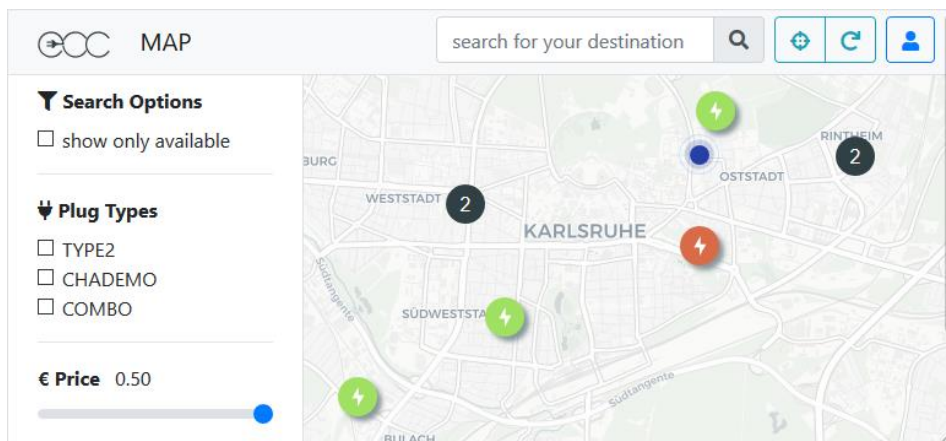 eCC MAP
search for your destination
Search Options
show only available
Plug Types
TYPE2
CHADEMO
COMBO
€ Price 0.50
BURG
WESTSTADT
2
KARLSRUHE
OSTSTADT
RINTHEIM
2
SÜDWESTSTA
Südtangente
Südtangente
BULACH